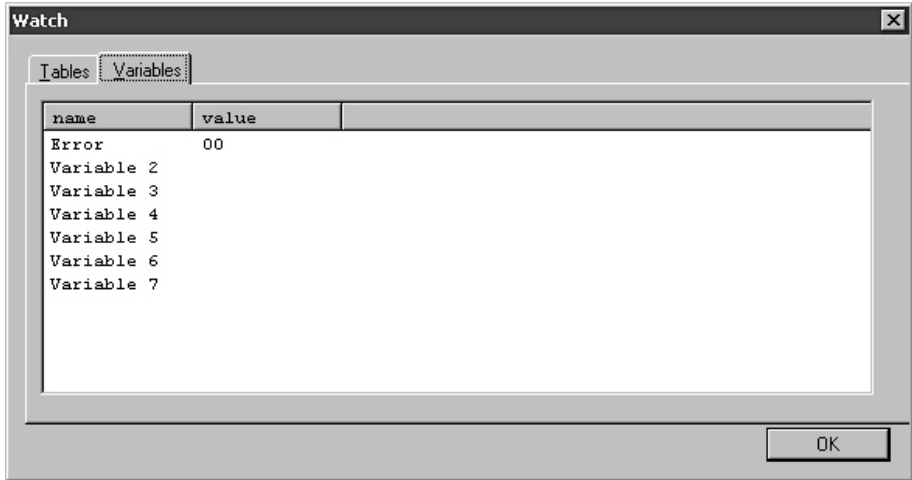 Watch
Tables Variables
name value
Error 00
Variable 2
Variable 3
Variable 4
Variable 5
Variable 6
Variable 7
OK